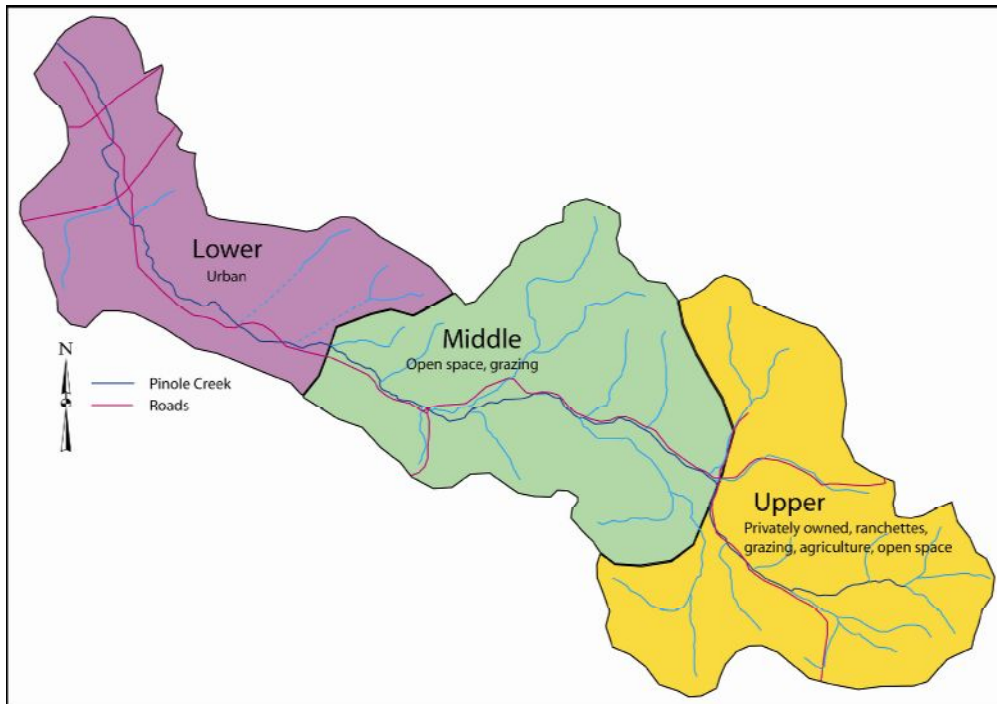 Lower
Urban
Middle
Open space, grazing
N
Pinole Creek
Roads
Upper
Privately owned, ranchettes,
grazing, agriculture, open space